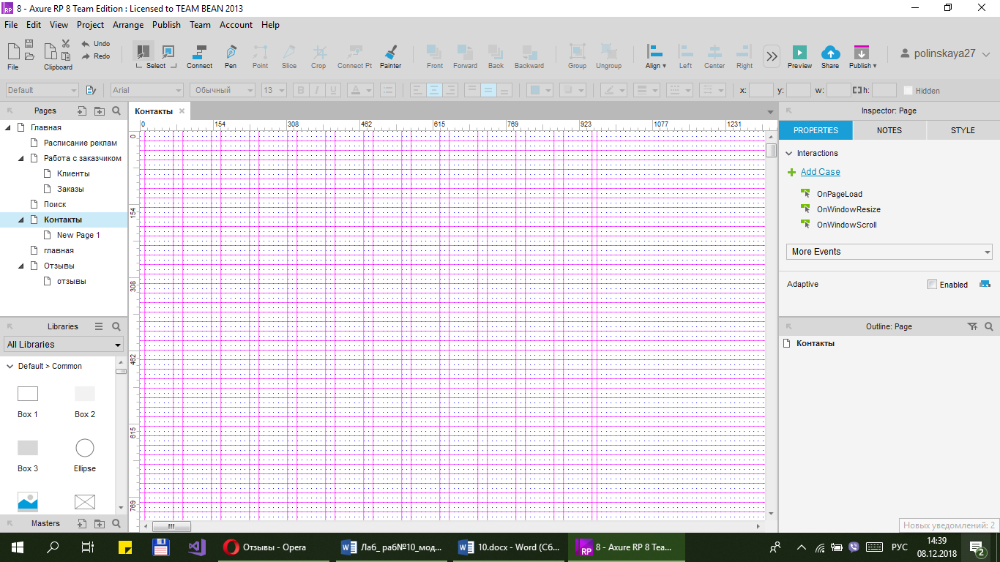 8 - Axure RP 8 Team Edition : Licensed to TEAM BEAN 2013
File Edit View Project Arrange Publish Team Account Help
Undo
Redo
File Clipboard Select Connect Pen Point Slice Crop Connect Pt Painter Front Forward Back Backward Group Ungroup Align Left Center Right Preview Share Publish polinskaya27
Default Arial Обычный 13 B I U A x: y: w: h: Hidden
Pages
Главная
Расписание реклам
Работа с заказчиком
Клиенты
Заказы
Поиск
Контакты
New Page 1
главная
Отзывы
отзывы
Libraries
All Libraries
Default > Common
Box 1 Box 2
Box 3 Ellipse
Masters
Контакты
0 154 308 462 615 769 923 1077 1231
0
154
308
462
615
769
Inspector: Page
PROPERTIES NOTES STYLE
Interactions
Add Case
OnPageLoad
OnWindowResize
OnWindowScroll
More Events
Adaptive Enabled
Outline: Page
Контакты
Новых уведомлений: 2
Отзывы - Opera
Лаб_ раб№10_мод...
10.docx - Word (Сб...
RP 8 - Axure RP 8 Tea...
РУС
14:39
08.12.2018
2